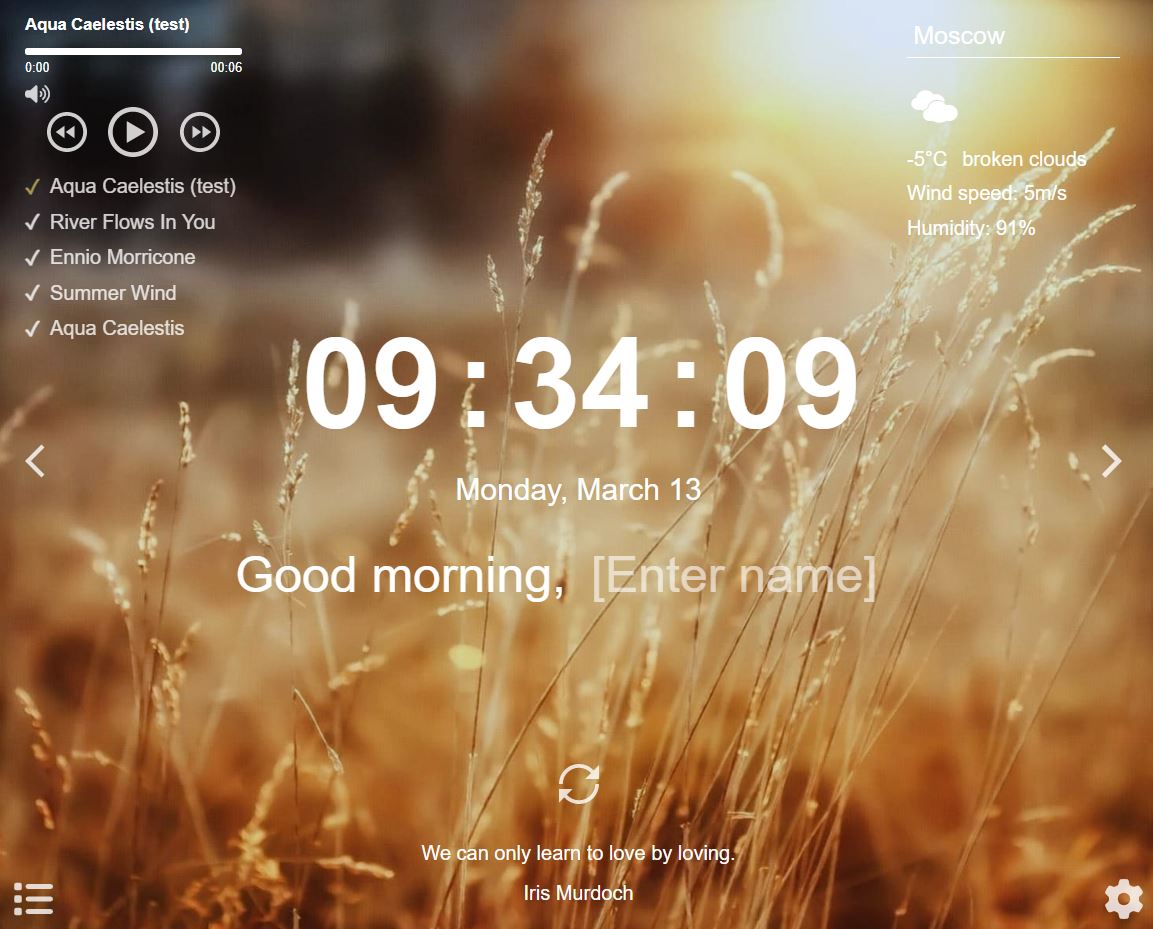 Aqua Caelestis (test)
0:00 00:06
Aqua Caelestis (test)
River Flows In You
Ennio Morricone
Summer Wind
Aqua Caelestis
Moscow
-5°C broken clouds
Wind speed: 5m/s
Humidity: 91%
09:34:09
Monday, March 13
Good morning, [Enter name]
We can only learn to love by loving.
Iris Murdoch